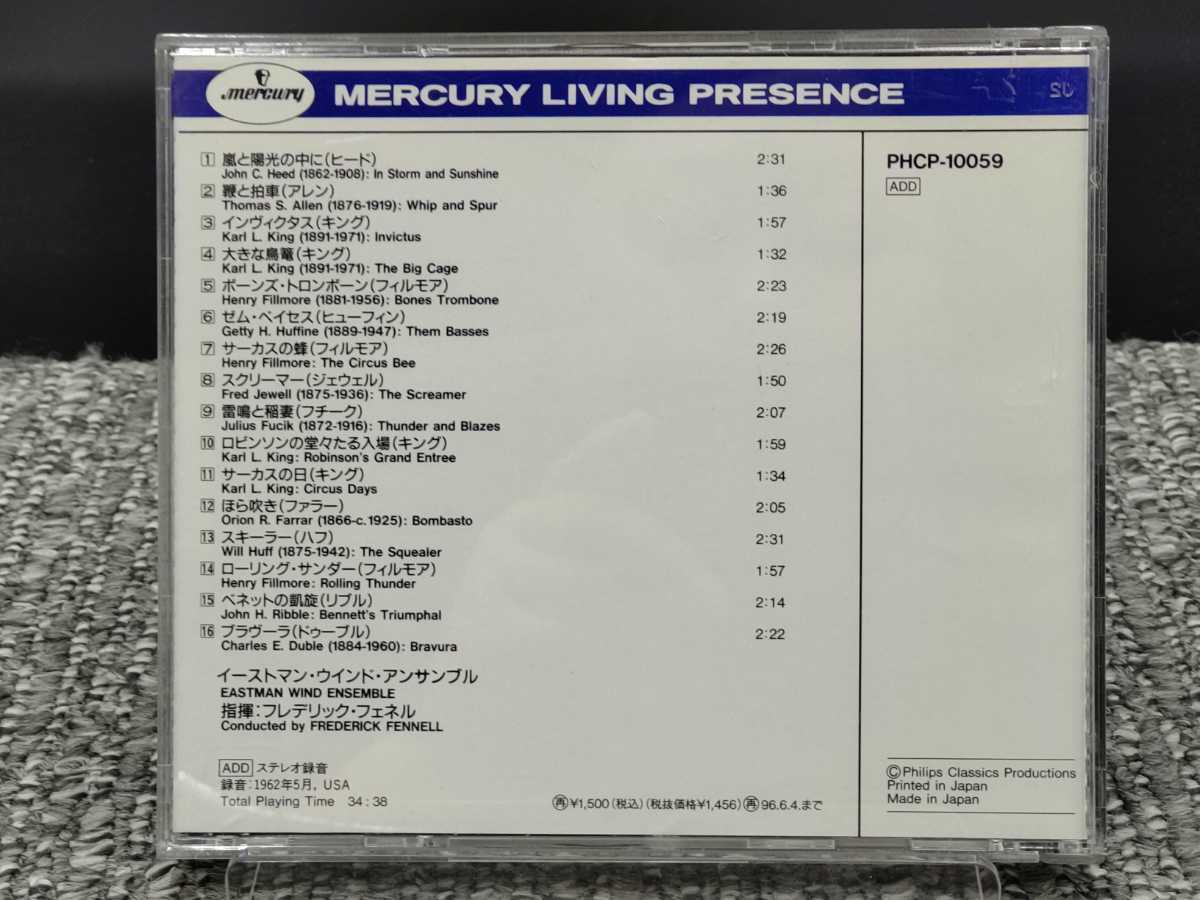 mercury
MERCURY LIVING PRESENCE
1 嵐と陽光の中に(ヒード) 2:31
John C. Heed (1862-1908): In Storm and Sunshine
2 鞭と拍車(アレン) 1:36
Thomas S. Allen (1876-1919): Whip and Spur
3 インヴィクタス(キング) 1:57
Karl L. King (1891-1971): Invictus
4 大きな鳥篭(キング) 1:32
Karl L. King (1891-1971): The Big Cage
5 ボーンズ・トロンボーン(フィルモア) 2:23
Henry Fillmore (1881-1956): Bones Trombone
6 ゼム・ベイセス(ヒューフィン) 2:19
Getty H. Huffine (1889-1947): Them Basses
7 サーカスの蜂(フィルモア) 2:26
Henry Fillmore: The Circus Bee
8 スクリーマー(ジェウェル) 1:50
Fred Jewell (1875-1936): The Screamer
9 雷鳴と稲妻(フチーク) 2:07
Julius Fucik (1872-1916): Thunder and Blazes
10 ロビンソンの堂々たる入場(キング) 1:59
Karl L. King: Robinson's Grand Entree
11 サーカスの日(キング) 1:34
Karl L. King: Circus Days
12 ほら吹き(ファラー) 2:05
Orion R. Farrar (1866-c.1925): Bombasto
13 スキーラー(ハフ) 2:31
Will Huff (1875-1942): The Squealer
14 ローリング・サンダー(フィルモア) 1:57
Henry Fillmore: Rolling Thunder
15 ベネットの凱旋(リブル) 2:14
John H. Ribble: Bennett's Triumphal
16 ブラヴーラ(ドゥーブル) 2:22
Charles E. Duble (1884-1960): Bravura
イーストマン・ウインド・アンサンブル
EASTMAN WIND ENSEMBLE
指揮:フレデリック・フェネル
Conducted by FREDERICK FENNELL
ADD ステレオ録音
録音:1962年5月, USA
Total Playing Time 34:38
再¥1,500(税込)(税抜価格¥1,456)再96.6.4.まで
PHCP-10059
ADD
©Philips Classics Productions
Printed in Japan
Made in Japan